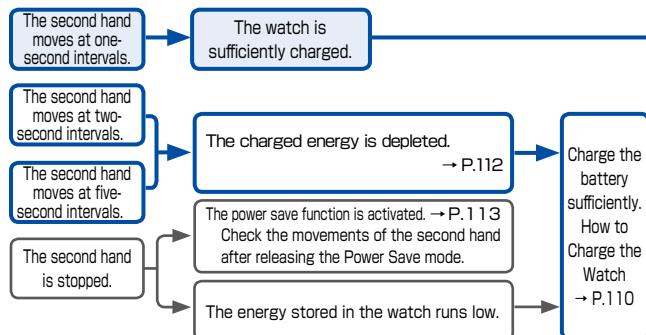 The second hand
moves at one-
second intervals.
The watch is
sufficiently charged.
The second hand
moves at two-
second intervals.
The second hand
moves at five-
second intervals.
The charged energy is depleted.
→ P.112
The second hand
is stopped.
The power save function is activated. → P.113
Check the movements of the second hand
after releasing the Power Save mode.
The energy stored in the watch runs low.
Charge the
battery
sufficiently.
How to
Charge the
Watch
→ P.110